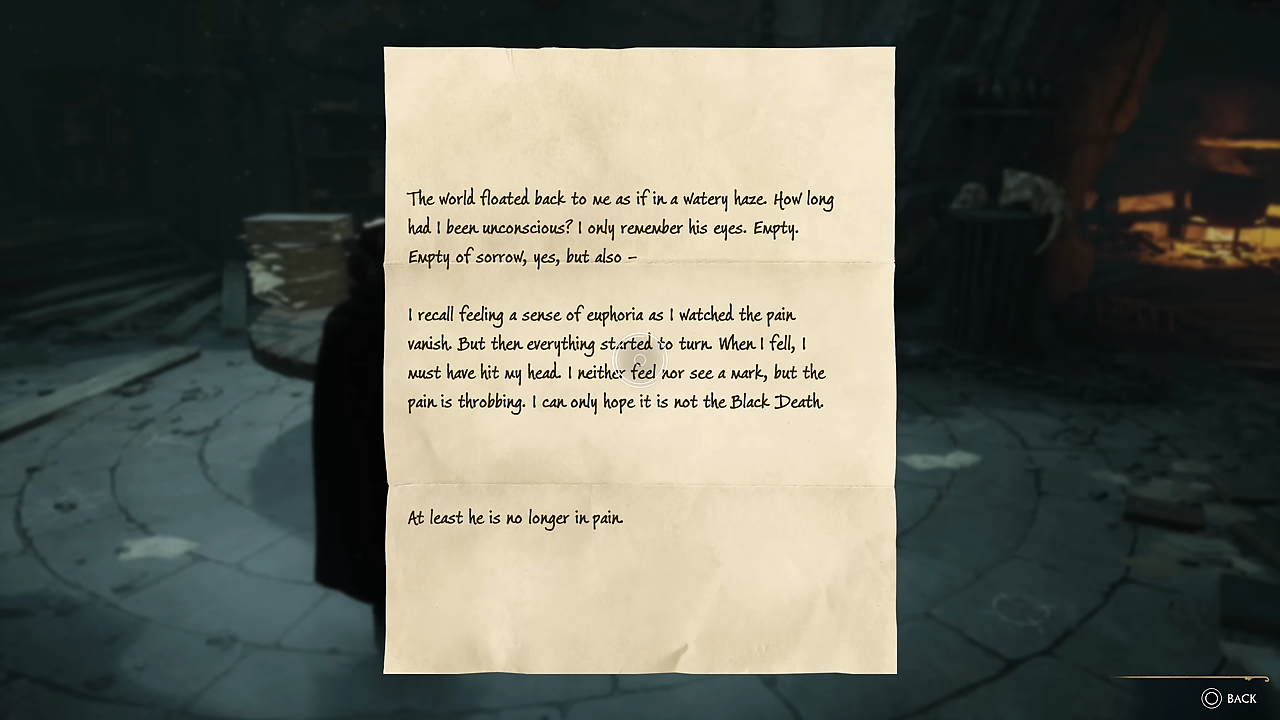 The world floated back to me as if in a watery haze. How long
had I been unconscious? I only remember his eyes. Empty.
Empty of sorrow, yes, but also –
I recall feeling a sense of euphoria as I watched the pain
vanish. But then everything started to turn. When I fell, I
must have hit my head. I neither feel nor see a mark, but the
pain is throbbing. I can only hope it is not the Black Death.
At least he is no longer in pain.
BACK